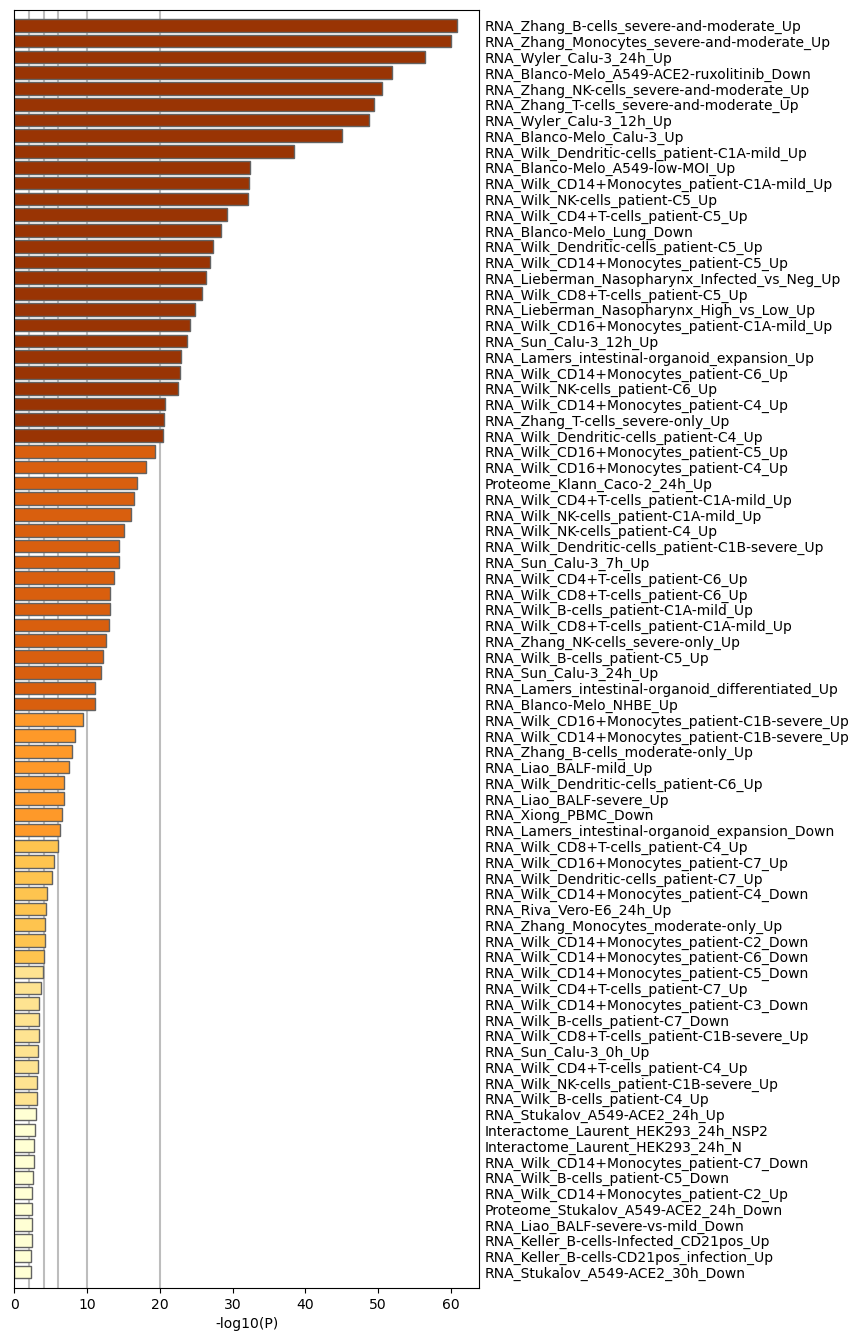 RNA_Zhang_B-cells_severe-and-moderate_Up
RNA_Zhang_Monocytes_severe-and-moderate_Up
RNA_Wyler_Calu-3_24h_Up
RNA_Blanco-Melo_A549-ACE2-ruxolitinib_Down
RNA_Zhang_NK-cells_severe-and-moderate_Up
RNA_Zhang_T-cells_severe-and-moderate_Up
RNA_Wyler_Calu-3_12h_Up
RNA_Blanco-Melo_Calu-3_Up
RNA_Wilk_Dendritic-cells_patient-C1A-mild_Up
RNA_Blanco-Melo_A549-low-MOI_Up
RNA_Wilk_CD14+Monocytes_patient-C1A-mild_Up
RNA_Wilk_NK-cells_patient-C5_Up
RNA_Wilk_CD4+T-cells_patient-C5_Up
RNA_Blanco-Melo_Lung_Down
RNA_Wilk_Dendritic-cells_patient-C5_Up
RNA_Wilk_CD14+Monocytes_patient-C5_Up
RNA_Lieberman_Nasopharynx_Infected_vs_Neg_Up
RNA_Wilk_CD8+T-cells_patient-C5_Up
RNA_Lieberman_Nasopharynx_High_vs_Low_Up
RNA_Wilk_CD16+Monocytes_patient-C1A-mild_Up
RNA_Sun_Calu-3_12h_Up
RNA_Lamers_intestinal-organoid_expansion_Up
RNA_Wilk_CD14+Monocytes_patient-C6_Up
RNA_Wilk_NK-cells_patient-C6_Up
RNA_Wilk_CD14+Monocytes_patient-C4_Up
RNA_Zhang_T-cells_severe-only_Up
RNA_Wilk_Dendritic-cells_patient-C4_Up
RNA_Wilk_CD16+Monocytes_patient-C5_Up
RNA_Wilk_CD16+Monocytes_patient-C4_Up
Proteome_Klann_Caco-2_24h_Up
RNA_Wilk_CD4+T-cells_patient-C1A-mild_Up
RNA_Wilk_NK-cells_patient-C1A-mild_Up
RNA_Wilk_NK-cells_patient-C4_Up
RNA_Wilk_Dendritic-cells_patient-C1B-severe_Up
RNA_Sun_Calu-3_7h_Up
RNA_Wilk_CD4+T-cells_patient-C6_Up
RNA_Wilk_CD8+T-cells_patient-C6_Up
RNA_Wilk_B-cells_patient-C1A-mild_Up
RNA_Wilk_CD8+T-cells_patient-C1A-mild_Up
RNA_Zhang_NK-cells_severe-only_Up
RNA_Wilk_B-cells_patient-C5_Up
RNA_Sun_Calu-3_24h_Up
RNA_Lamers_intestinal-organoid_differentiated_Up
RNA_Blanco-Melo_NHBE_Up
RNA_Wilk_CD16+Monocytes_patient-C1B-severe_Up
RNA_Wilk_CD14+Monocytes_patient-C1B-severe_Up
RNA_Zhang_B-cells_moderate-only_Up
RNA_Liao_BALF-mild_Up
RNA_Wilk_Dendritic-cells_patient-C6_Up
RNA_Liao_BALF-severe_Up
RNA_Xiong_PBMC_Down
RNA_Lamers_intestinal-organoid_expansion_Down
RNA_Wilk_CD8+T-cells_patient-C4_Up
RNA_Wilk_CD16+Monocytes_patient-C7_Up
RNA_Wilk_Dendritic-cells_patient-C7_Up
RNA_Wilk_CD14+Monocytes_patient-C4_Down
RNA_Riva_Vero-E6_24h_Up
RNA_Zhang_Monocytes_moderate-only_Up
RNA_Wilk_CD14+Monocytes_patient-C2_Down
RNA_Wilk_CD14+Monocytes_patient-C6_Down
RNA_Wilk_CD14+Monocytes_patient-C5_Down
RNA_Wilk_CD4+T-cells_patient-C7_Up
RNA_Wilk_CD14+Monocytes_patient-C3_Down
RNA_Wilk_B-cells_patient-C7_Down
RNA_Wilk_CD8+T-cells_patient-C1B-severe_Up
RNA_Sun_Calu-3_0h_Up
RNA_Wilk_CD4+T-cells_patient-C4_Up
RNA_Wilk_NK-cells_patient-C1B-severe_Up
RNA_Wilk_B-cells_patient-C4_Up
RNA_Stukalov_A549-ACE2_24h_Up
Interactome_Laurent_HEK293_24h_NSP2
Interactome_Laurent_HEK293_24h_N
RNA_Wilk_CD14+Monocytes_patient-C7_Down
RNA_Wilk_B-cells_patient-C5_Down
RNA_Wilk_CD14+Monocytes_patient-C2_Up
Proteome_Stukalov_A549-ACE2_24h_Down
RNA_Liao_BALF-severe-vs-mild_Down
RNA_Keller_B-cells-Infected_CD21pos_Up
RNA_Keller_B-cells-CD21pos_infection_Up
RNA_Stukalov_A549-ACE2_30h_Down
0 10 20 30 40 50 60
-log10(P)